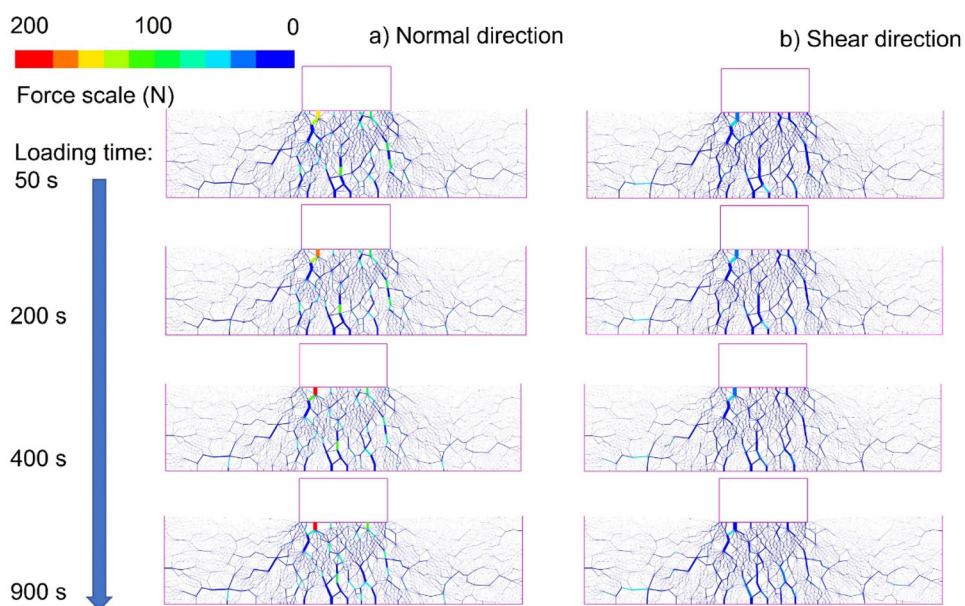 200 100 0
a) Normal direction
b) Shear direction
Force scale (N)
Loading time:
50 s
200 s
400 s
900 s